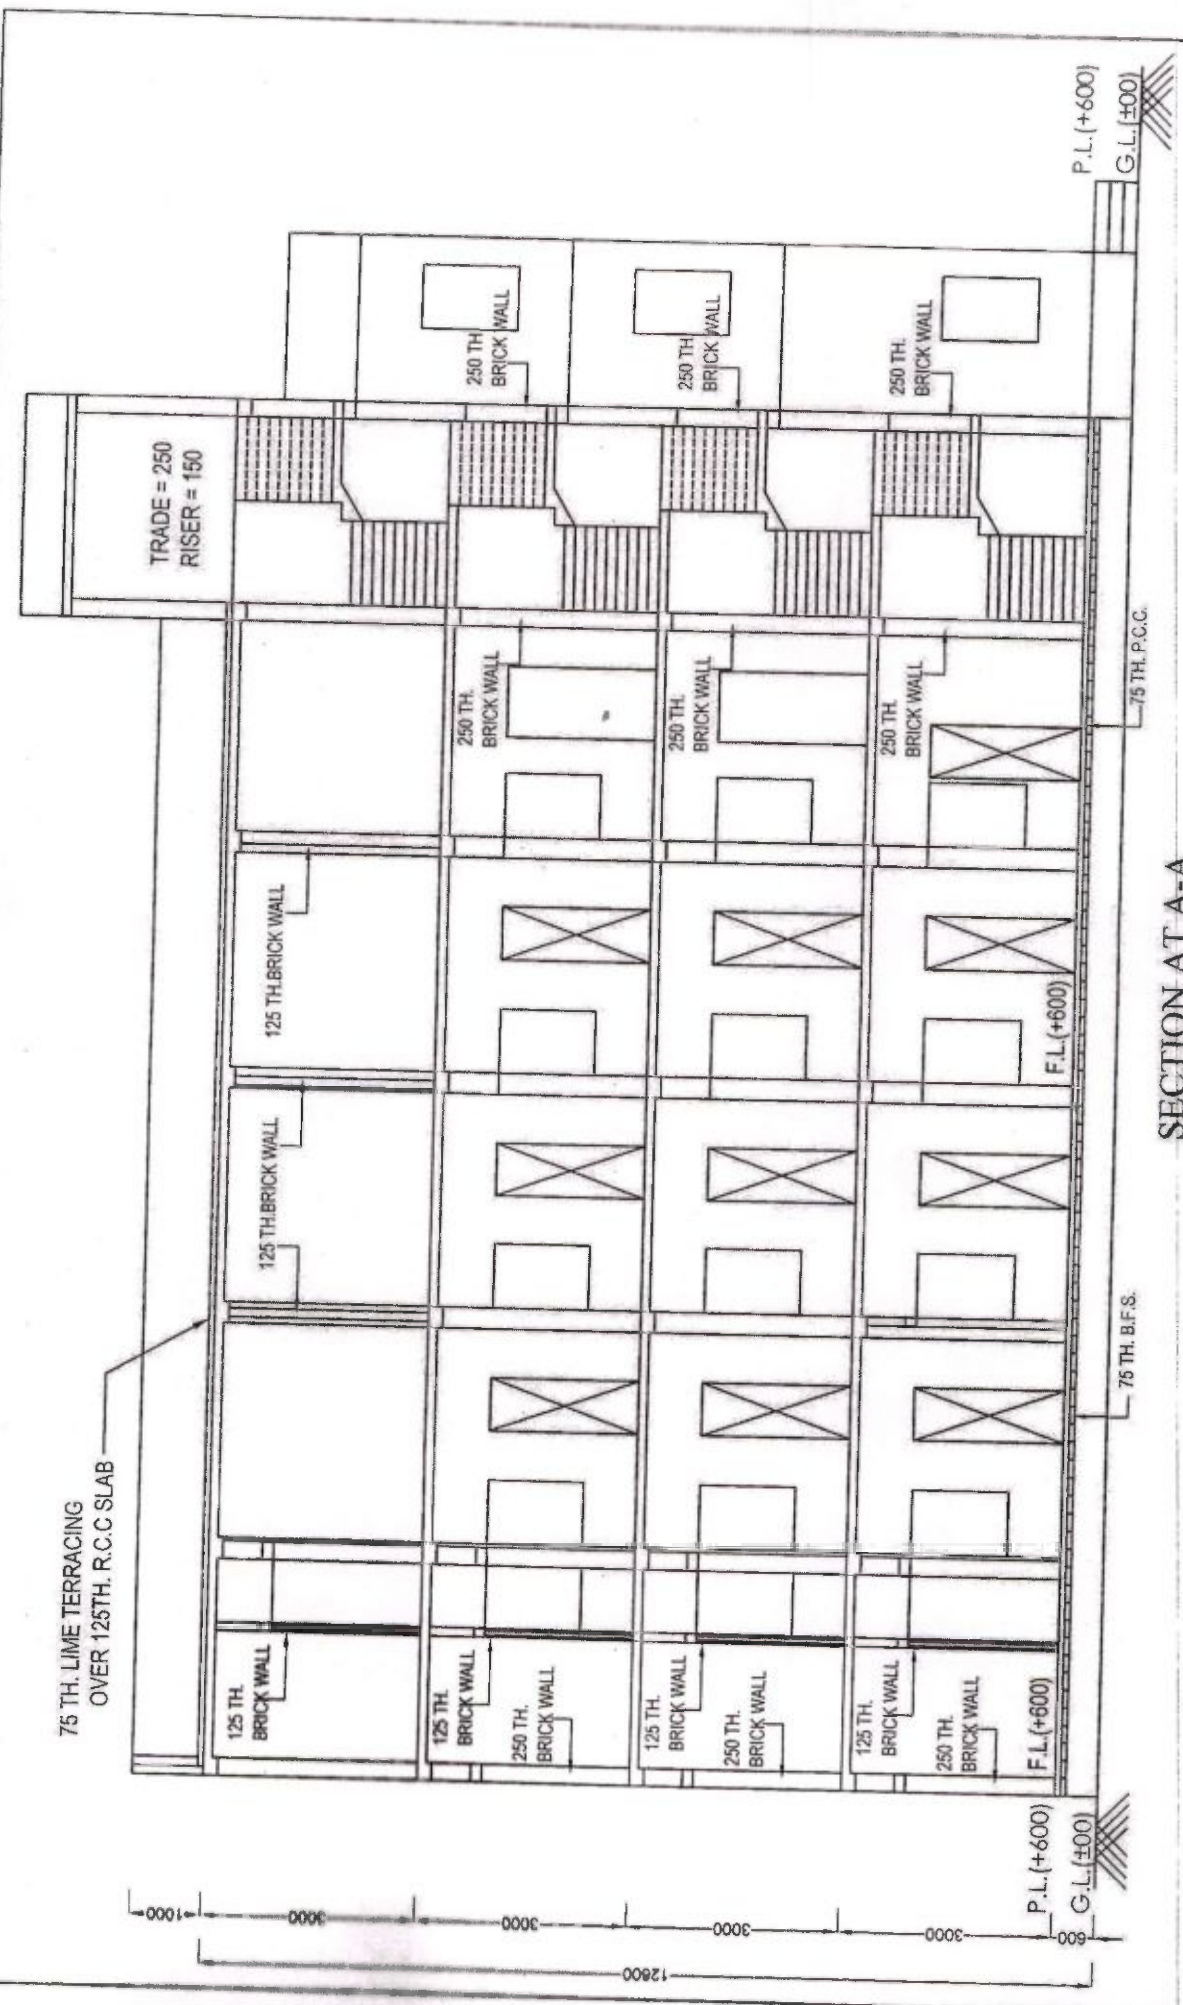 75 TH. LIME TERRACING
OVER 125TH. R.C.C SLAB
TRADE = 250
RISER = 150
125 TH.
BRICK WALL
125 TH.BRICK WALL
125 TH.BRICK WALL
125 TH.
BRICK WALL
250 TH.
BRICK WALL
250 TH.
BRICK WALL
250 TH
BRICK WALL
125 TH.
BRICK WALL
250 TH.
BRICK WALL
250 TH.
BRICK WALL
250 TH
BRICK WALL
125 TH.
BRICK WALL
250 TH.
BRICK WALL
250 TH.
BRICK WALL
250 TH.
BRICK WALL
F.L.(+600)
F.L.(+600)
P.L.(+600)
G.L.(±00)
P.L.(+600)
G.L.(±00)
75 TH. B.F.S.
75 TH. P.C.C.
1000
3000
3000
3000
3000
600
12600
SECTION AT A-A